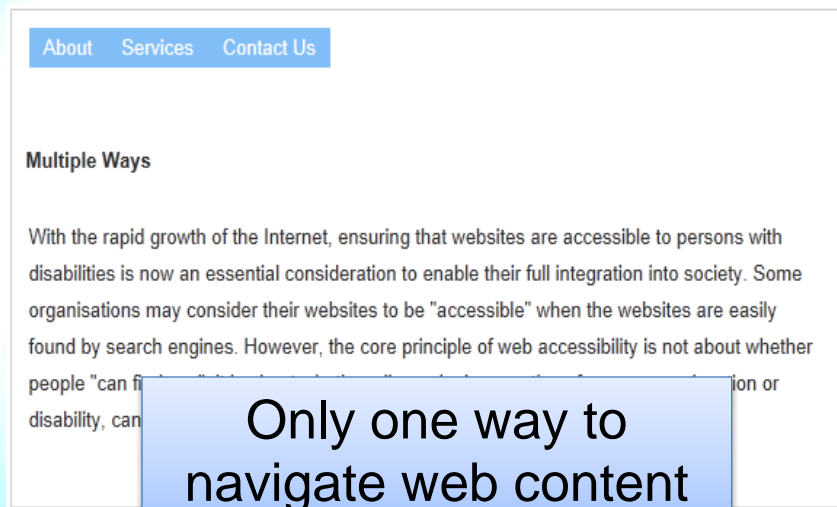 About Services Contact Us
Multiple Ways
With the rapid growth of the Internet, ensuring that websites are accessible to persons with
disabilities is now an essential consideration to enable their full integration into society. Some
organisations may consider their websites to be "accessible" when the websites are easily
found by search engines. However, the core principle of web accessibility is not about whether
people "can
disability, can
Only one way to
navigate web content